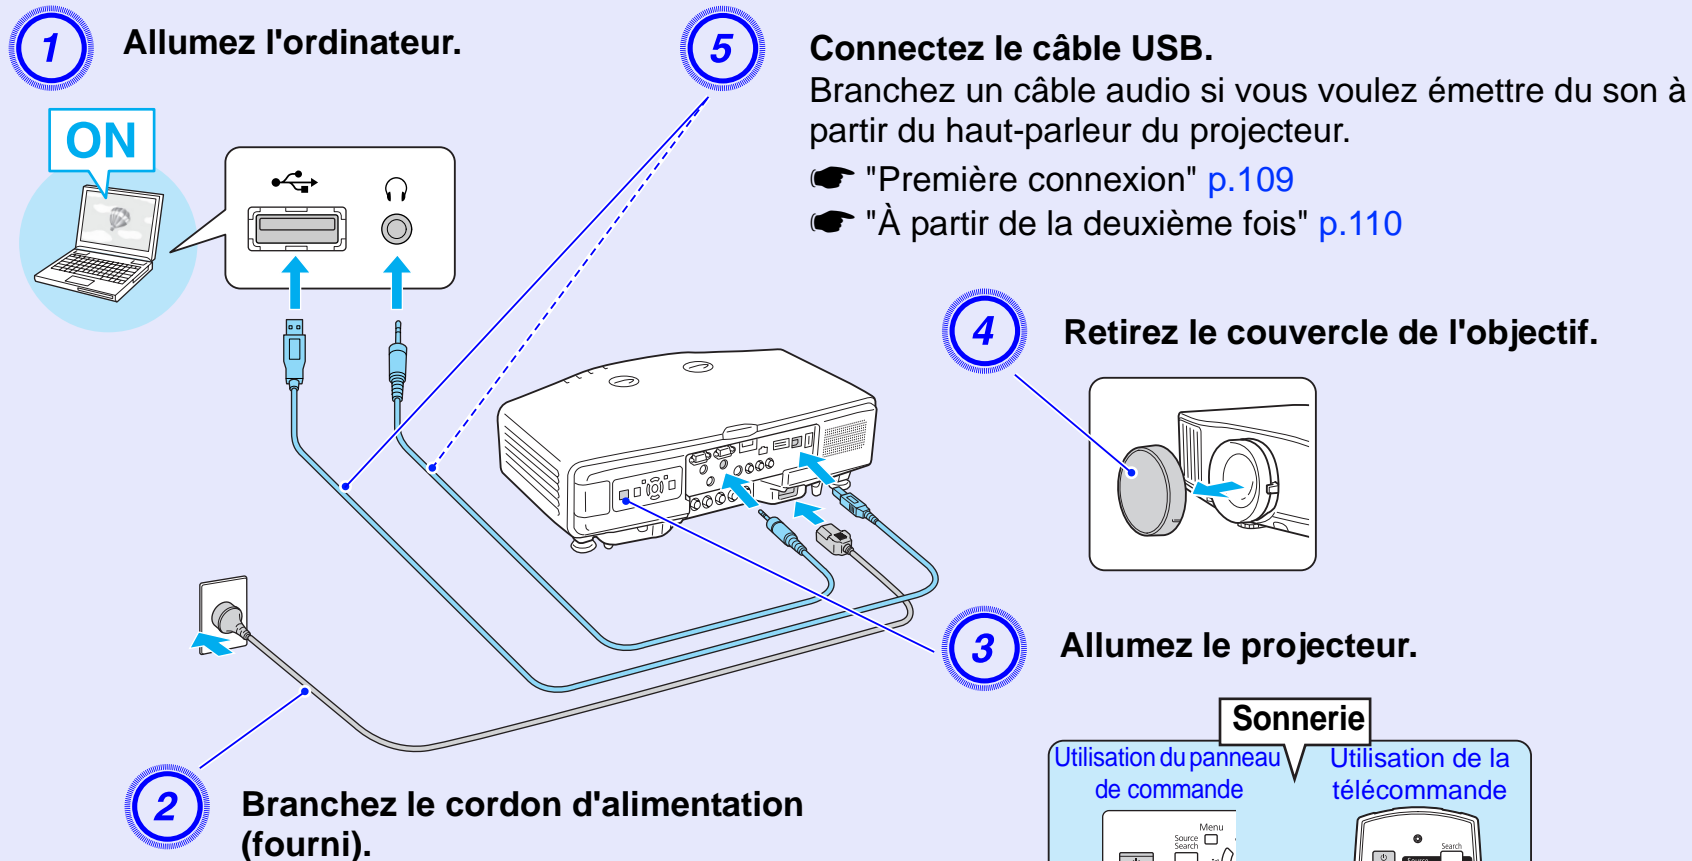 1
Allumez l'ordinateur.
ON
5
Connectez le câble USB.
Branchez un câble audio si vous voulez émettre du son à
partir du haut-parleur du projecteur.
"Première connexion" p.109
"À partir de la deuxième fois" p.110
4
Retirez le couvercle de l'objectif.
3
Allumez le projecteur.
Sonnerie
Utilisation du panneau
de commande
Menu
Source
Search
Utilisation de la
télécommande
Search
2
Branchez le cordon d'alimentation
(fourni).